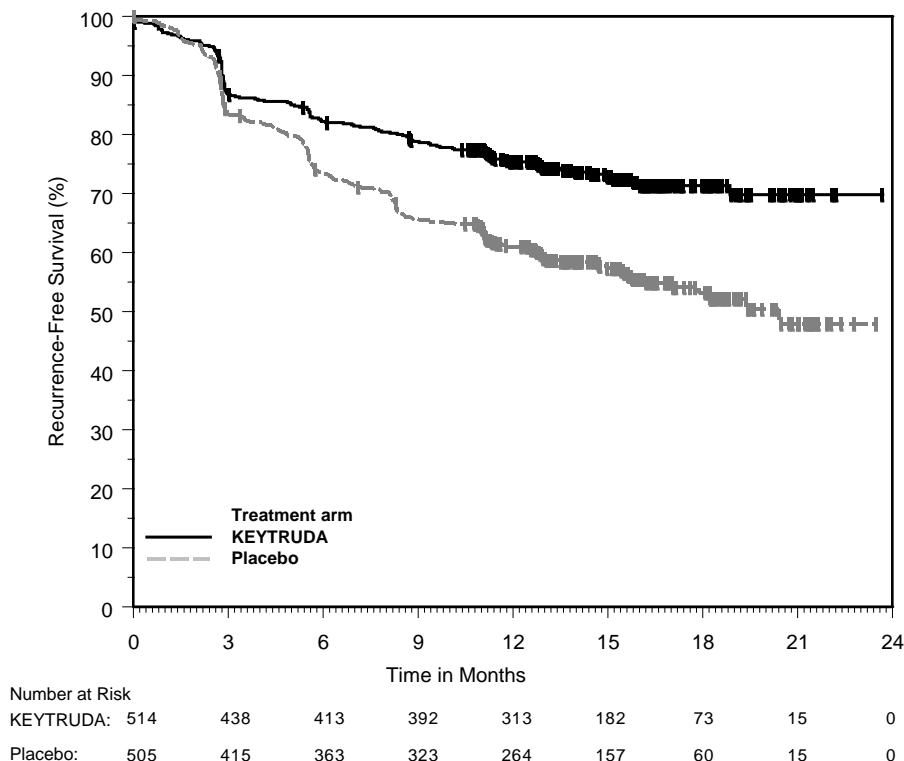 100
90
80
70
60
50
40
30
20
10
0
Recurrence-Free Survival (%)
Treatment arm
KEYTRUDA
Placebo
0 3 6 9 12 15 18 21 24
Time in Months
Number at Risk
KEYTRUDA: 514 438 413 392 313 182 73 15 0
Placebo: 505 415 363 323 264 157 60 15 0